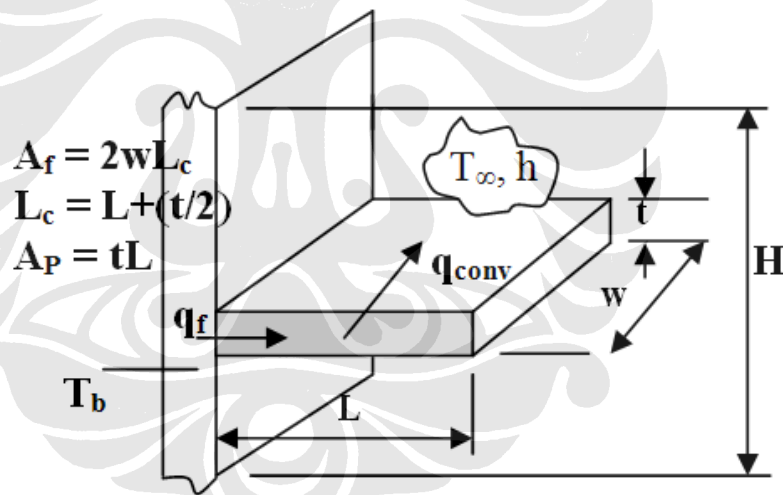 A_f = 2wL_c
L_c = L+(t/2)
A_P = tL
T_∞, h
t
H
q_conv
w
q_f
T_b
L